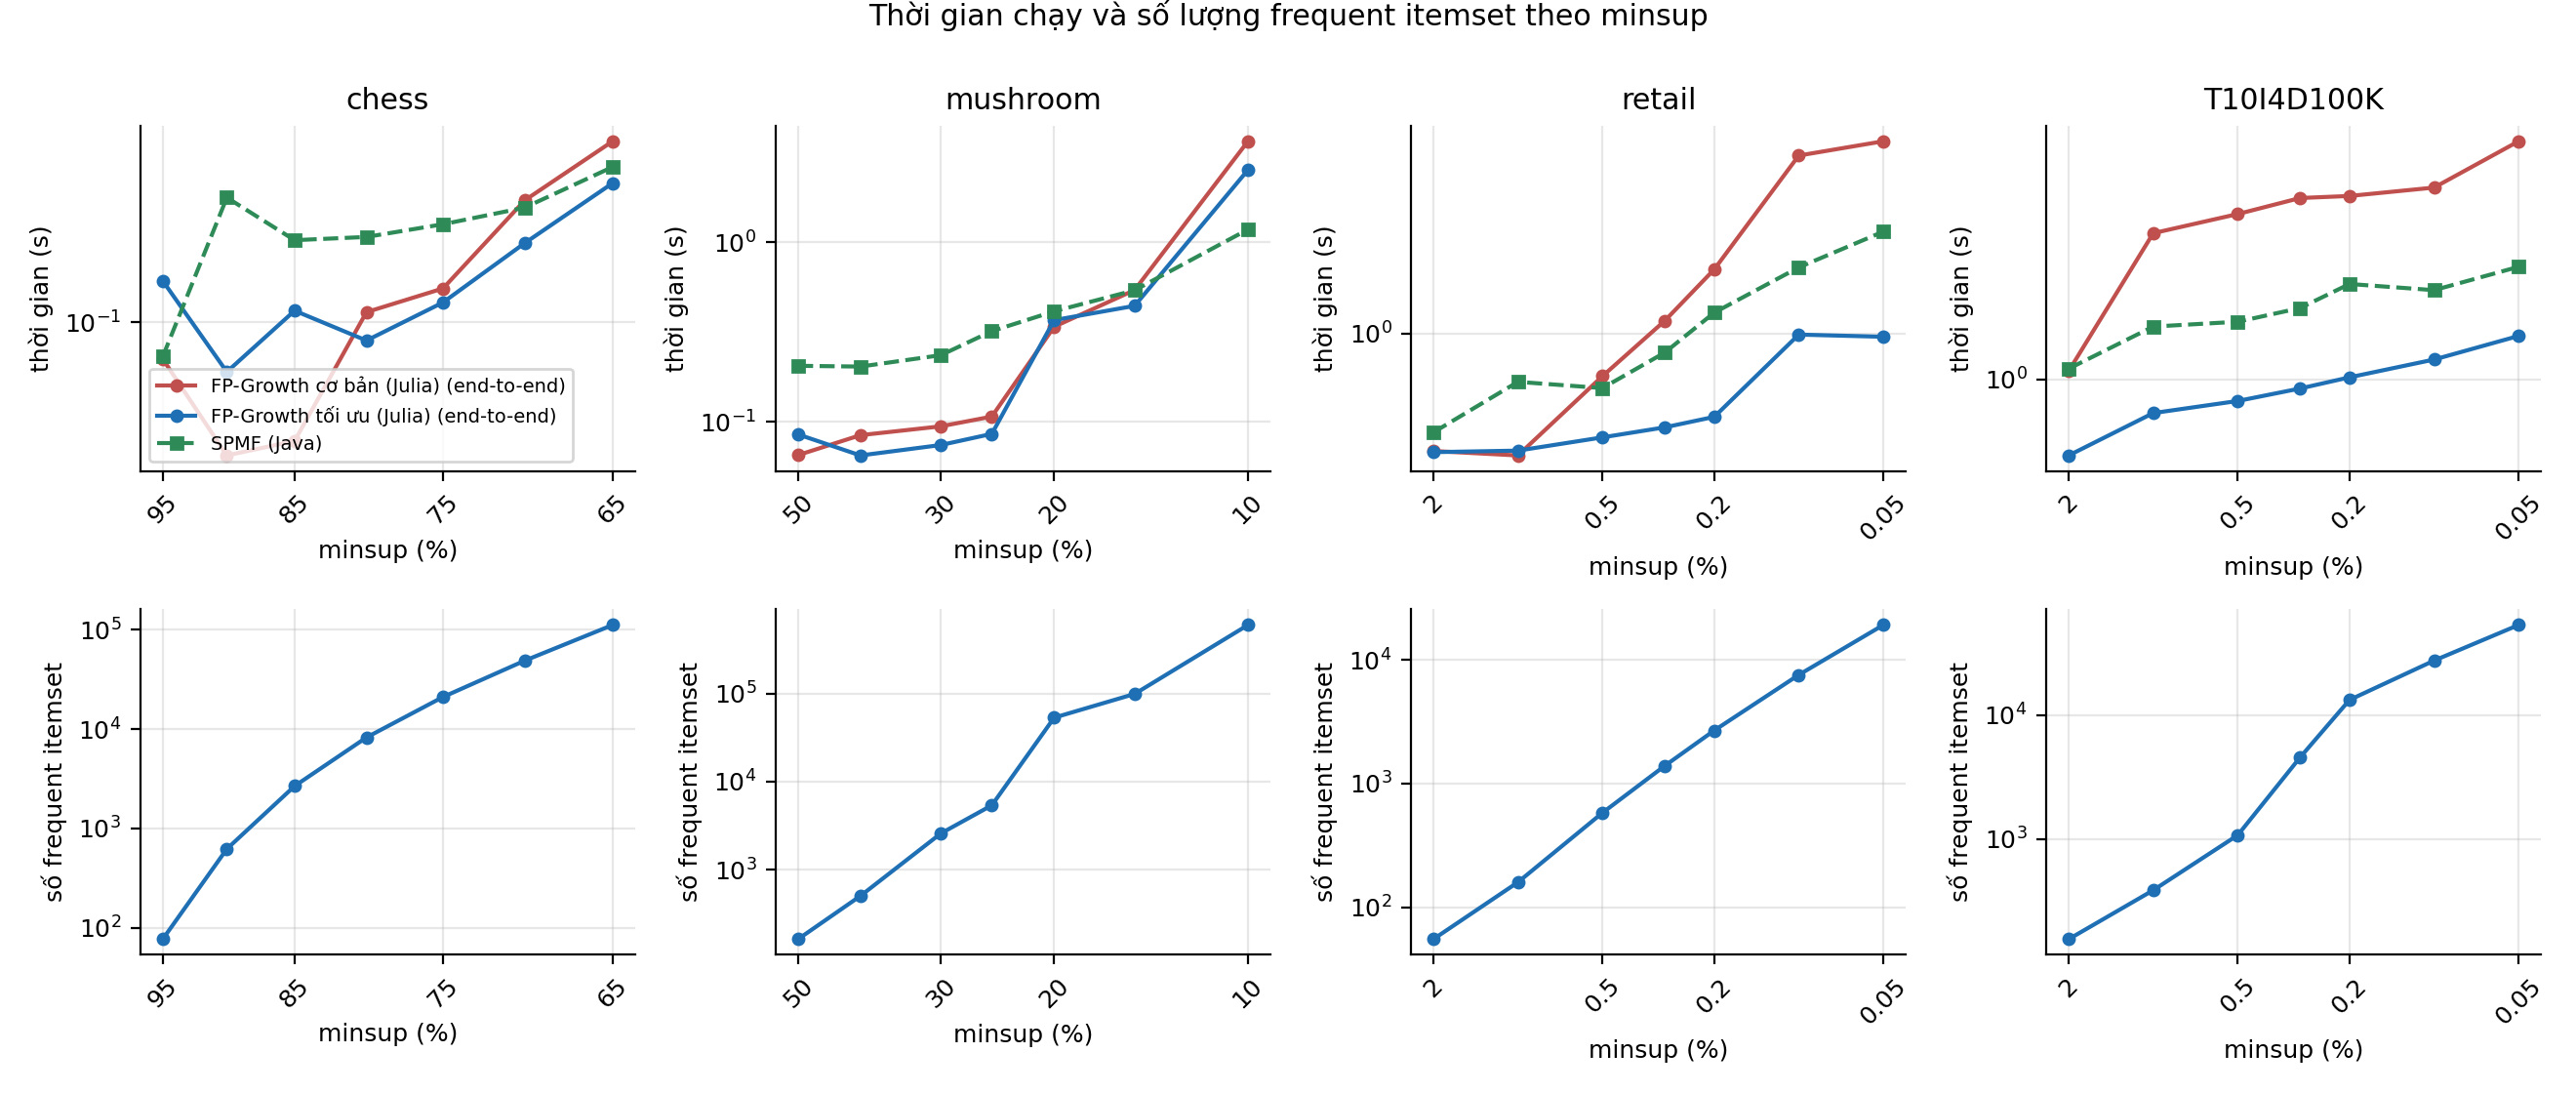 Thời gian chạy và số lượng frequent itemset theo minsup
chess
mushroom
retail
T10I4D100K
thời gian (s)
10⁻¹
FP-Growth cơ bản (Julia) (end-to-end)
FP-Growth tối ưu (Julia) (end-to-end)
SPMF (Java)
95
85
75
65
minsup (%)
thời gian (s)
10⁰
10⁻¹
50
30
20
10
minsup (%)
thời gian (s)
10⁰
2
0.5
0.2
0.05
minsup (%)
thời gian (s)
10⁰
2
0.5
0.2
0.05
minsup (%)
số frequent itemset
10⁵
10⁴
10³
10²
95
85
75
65
minsup (%)
số frequent itemset
10⁵
10⁴
10³
50
30
20
10
minsup (%)
số frequent itemset
10⁴
10³
10²
2
0.5
0.2
0.05
minsup (%)
số frequent itemset
10⁴
10³
2
0.5
0.2
0.05
minsup (%)